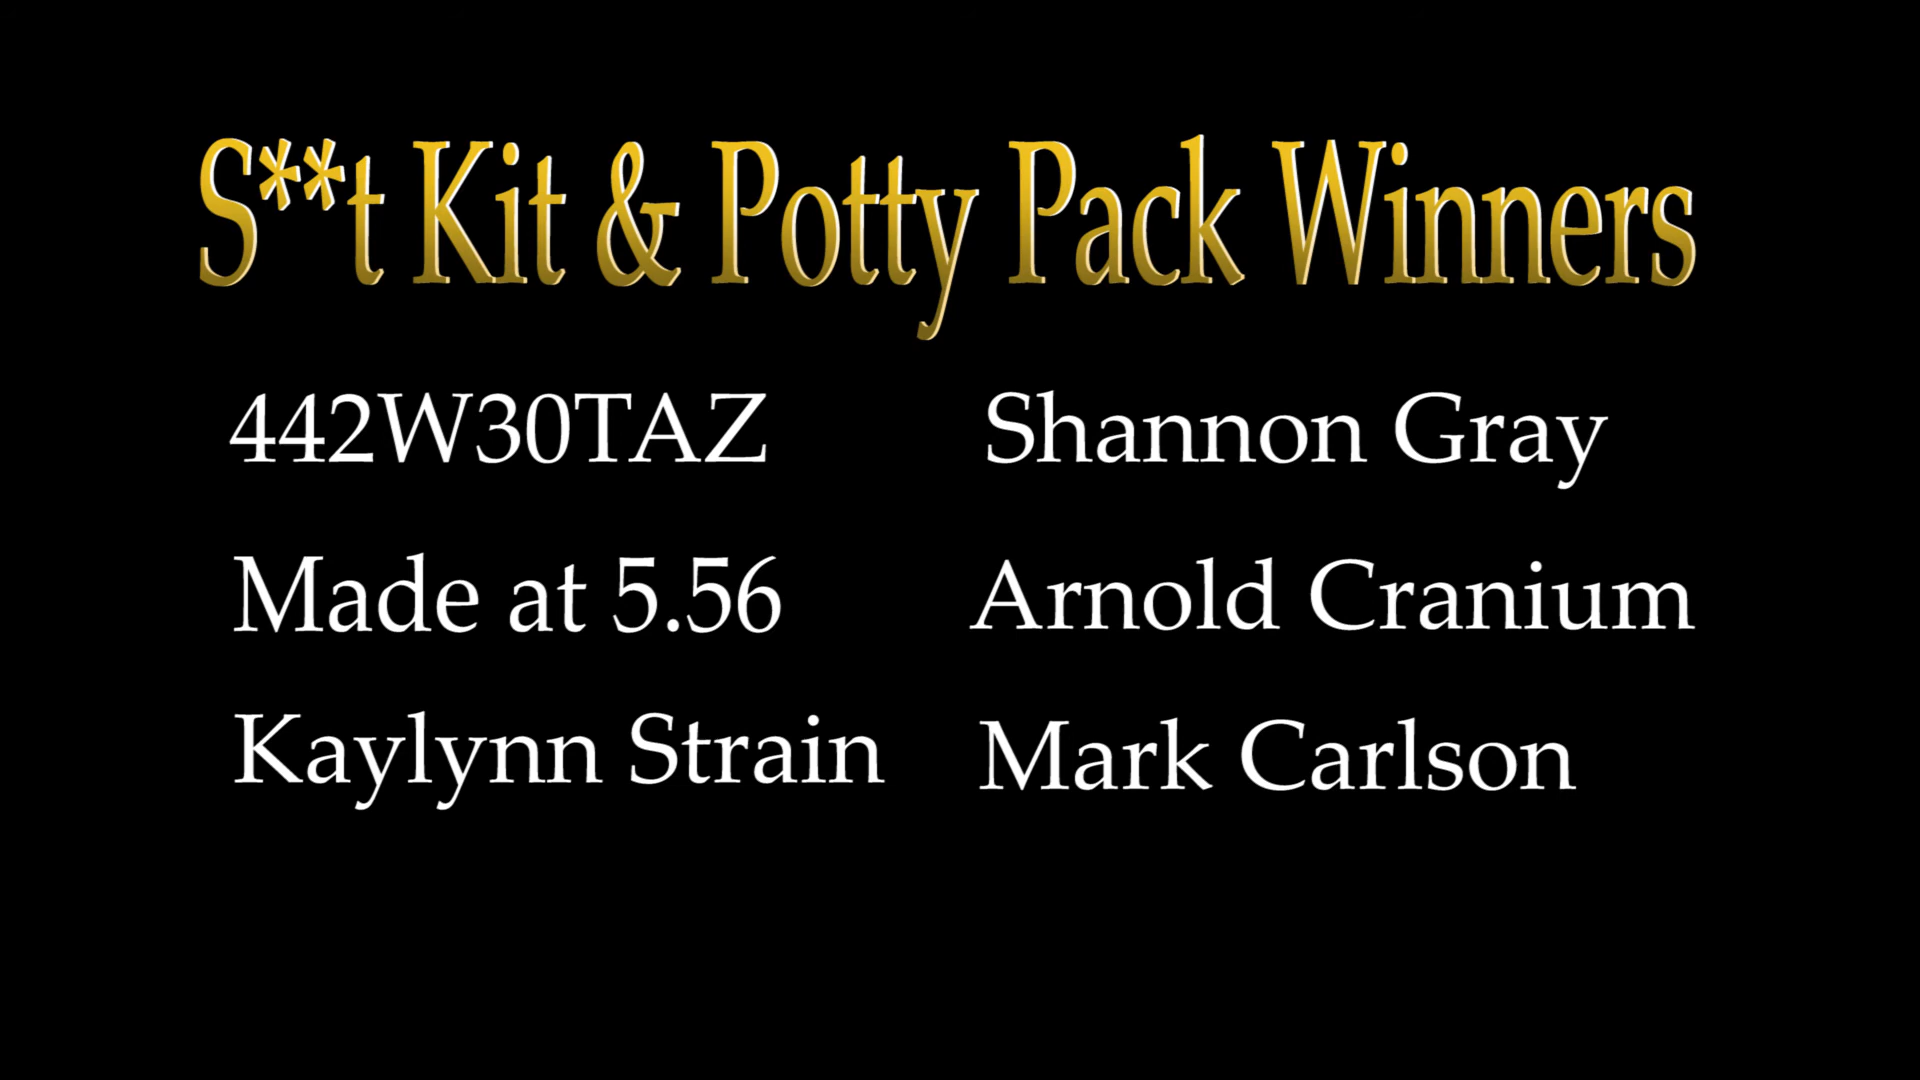 S**t Kit & Potty Pack Winners
442W30TAZ
Shannon Gray
Made at 5.56
Arnold Cranium
Kaylynn Strain
Mark Carlson